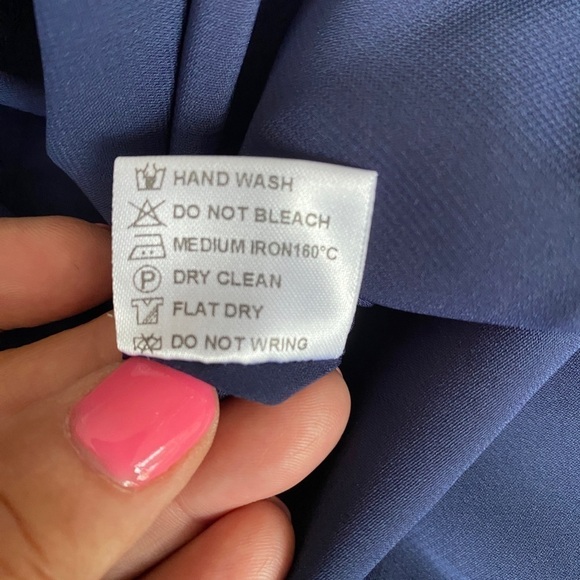 HAND WASH
DO NOT BLEACH
MEDIUM IRON160°C
P DRY CLEAN
FLAT DRY
DO NOT WRING